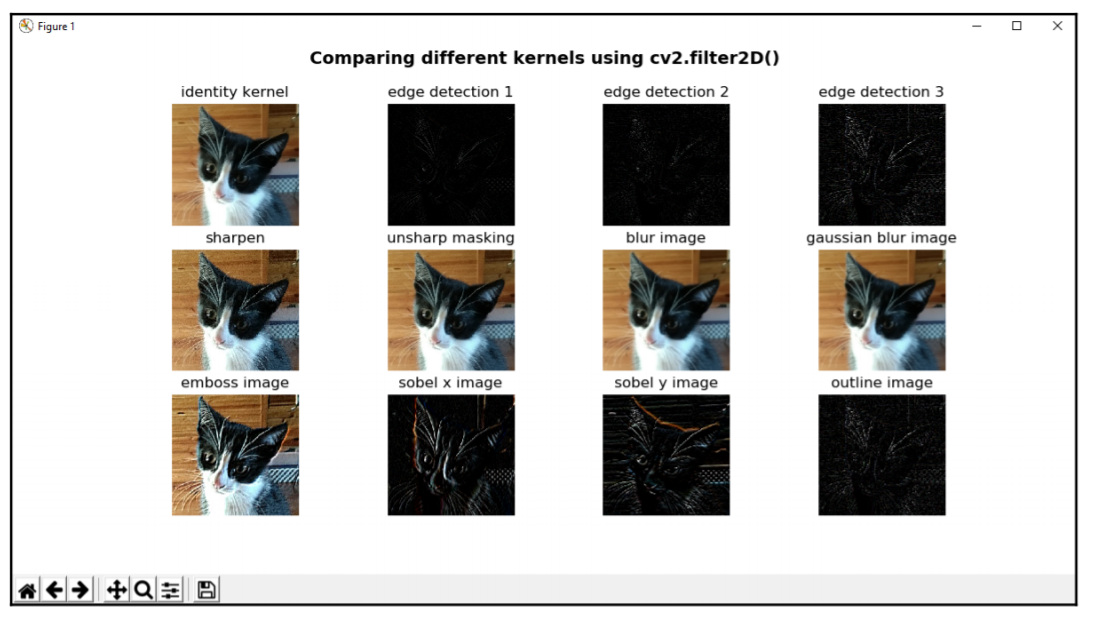 Figure 1
Comparing different kernels using cv2.filter2D()
identity kernel
edge detection 1
edge detection 2
edge detection 3
sharpen
unsharp masking
blur image
gaussian blur image
emboss image
sobel x image
sobel y image
outline image